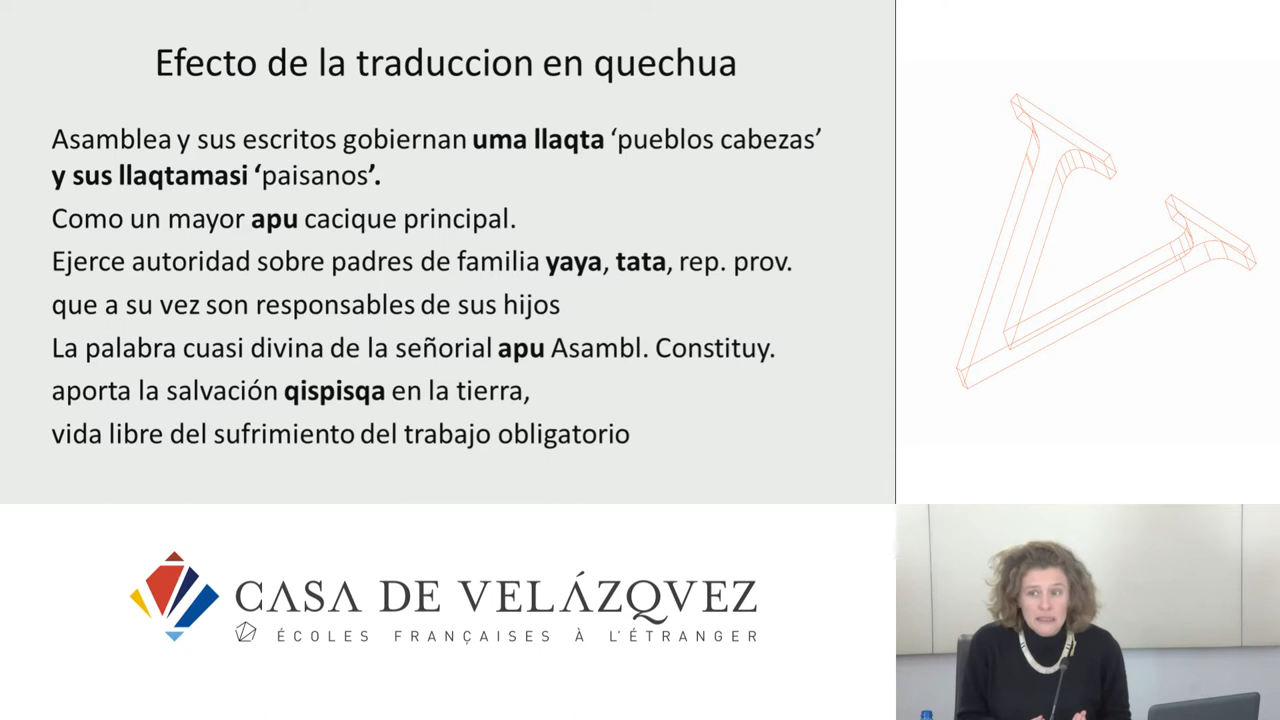 Efecto de la traduccion en quechua
Asamblea y sus escritos gobiernan uma llaqta ‘pueblos cabezas’
y sus llaqtamasi ‘paisanos’.
Como un mayor apu cacique principal.
Ejerce autoridad sobre padres de familia yaya, tata, rep. prov.
que a su vez son responsables de sus hijos
La palabra cuasi divina de la señorial apu Asambl. Constituy.
aporta la salvación qispisqa en la tierra,
vida libre del sufrimiento del trabajo obligatorio
CASA DE VELÁZQVEZ
ÉCOLES FRANÇAISES À L'ÉTRANGER